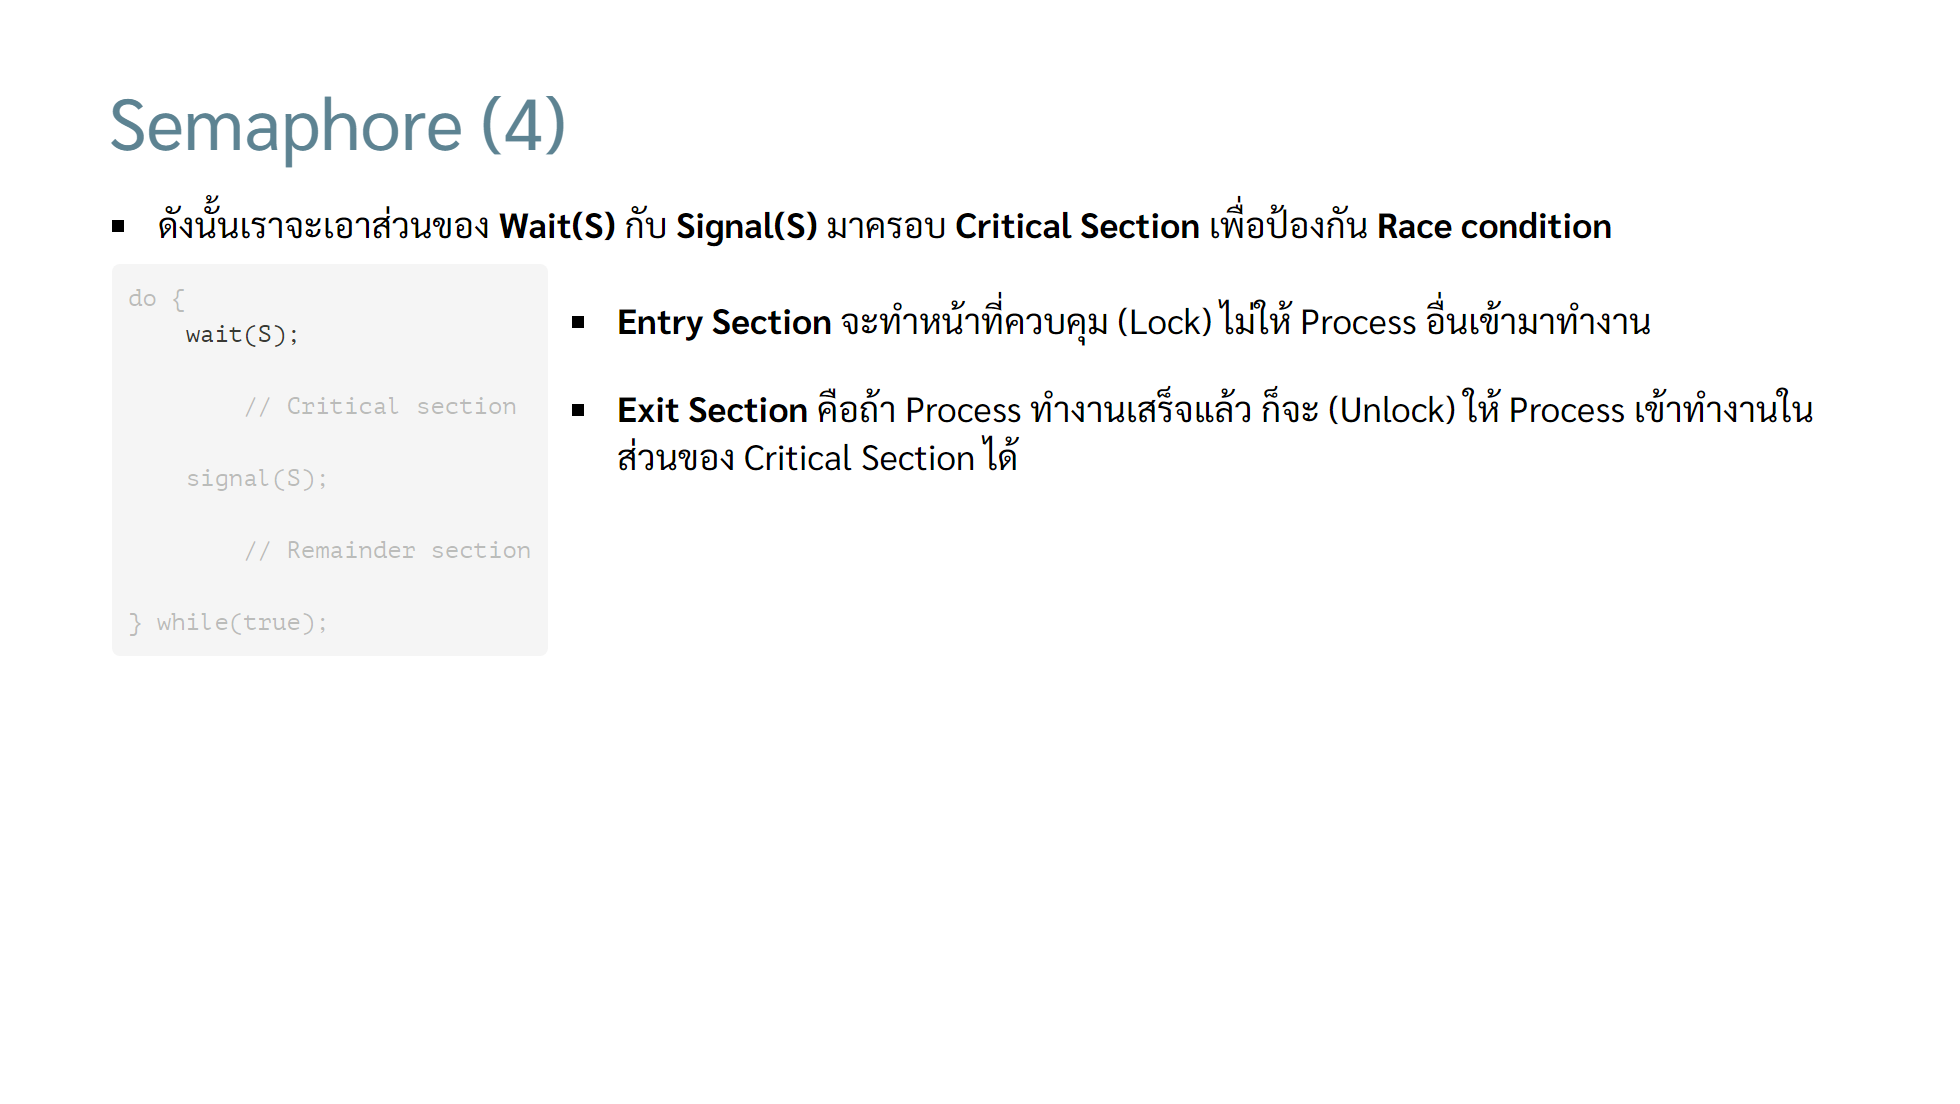 Semaphore (4)
▪ ดังนั้นเราจะเอาส่วนของ Wait(S) กับ Signal(S) มาครอบ Critical Section เพื่อป้องกัน Race condition
do {
    wait(S);
        // Critical section
    signal(S);
        // Remainder section
} while(true);
▪ Entry Section จะทำหน้าที่ควบคุม (Lock) ไม่ให้ Process อื่นเข้ามาทำงาน
▪ Exit Section คือถ้า Process ทำงานเสร็จแล้ว ก็จะ (Unlock) ให้ Process เข้าทำงานใน
ส่วนของ Critical Section ได้